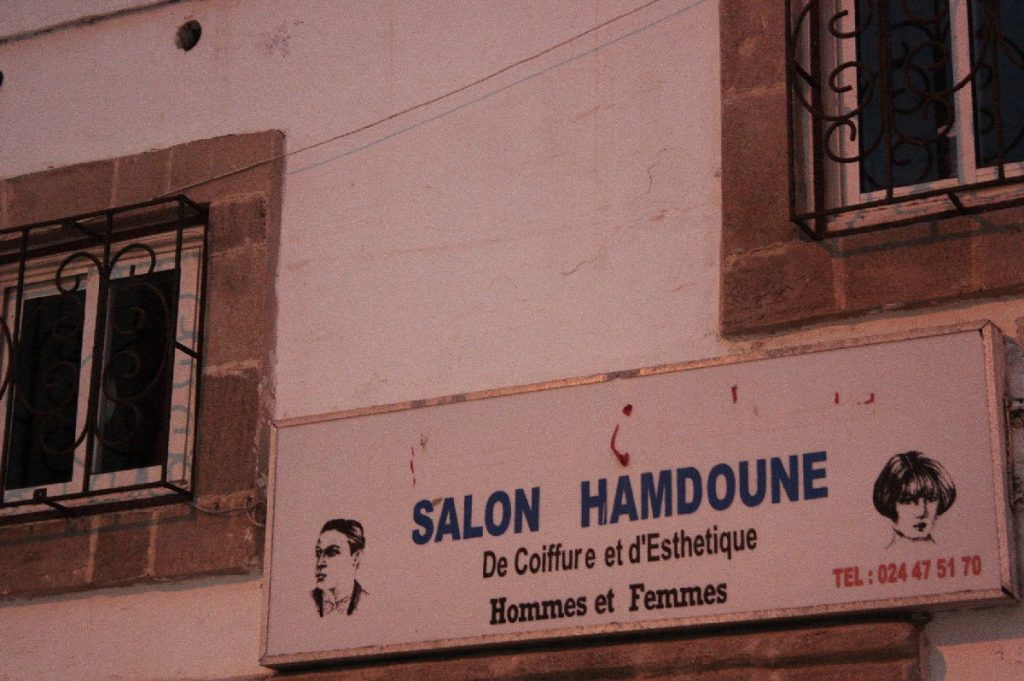 SALON HAMDOUNE
De Coiffure et d'Esthetique
Hommes et Femmes
TEL : 024 47 51 70